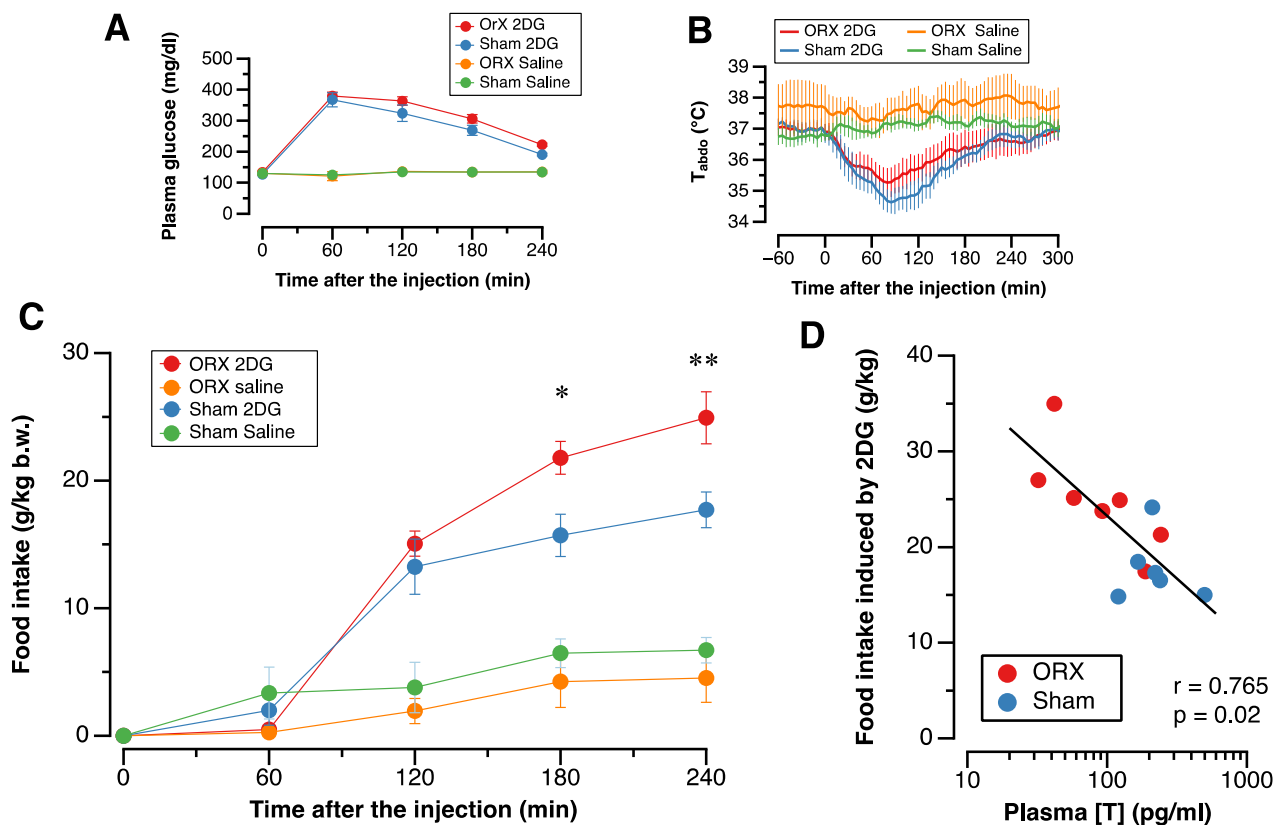 A
OrX 2DG
Sham 2DG
ORX Saline
Sham Saline
Plasma glucose (mg/dl)
500
400
300
200
100
0
0 60 120 180 240
Time after the injection (min)
B
ORX 2DG ORX Saline
Sham 2DG Sham Saline
Tabdo (°C)
39
38
37
36
35
34
−60 0 60 120 180 240 300
Time after the injection (min)
C
ORX 2DG
ORX saline
Sham 2DG
Sham Saline
Food intake (g/kg b.w.)
30
20
10
0
*
**
0 60 120 180 240
Time after the injection (min)
D
Food intake induced by 2DG (g/kg)
40
30
20
10
0
ORX
Sham
r = 0.765
p = 0.02
10 100 1000
Plasma [T] (pg/ml)